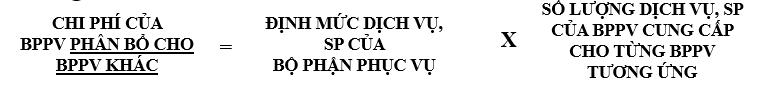 CHI PHÍ CỦA
BPPV PHÂN BỔ CHO
BPPV KHÁC
=
ĐỊNH MỨC DỊCH VỤ,
SP CỦA
BỘ PHẬN PHỤC VỤ
X
SỐ LƯỢNG DỊCH VỤ, SP
CỦA BPPV CUNG CẤP
CHO TỪNG BPPV
TƯƠNG ỨNG